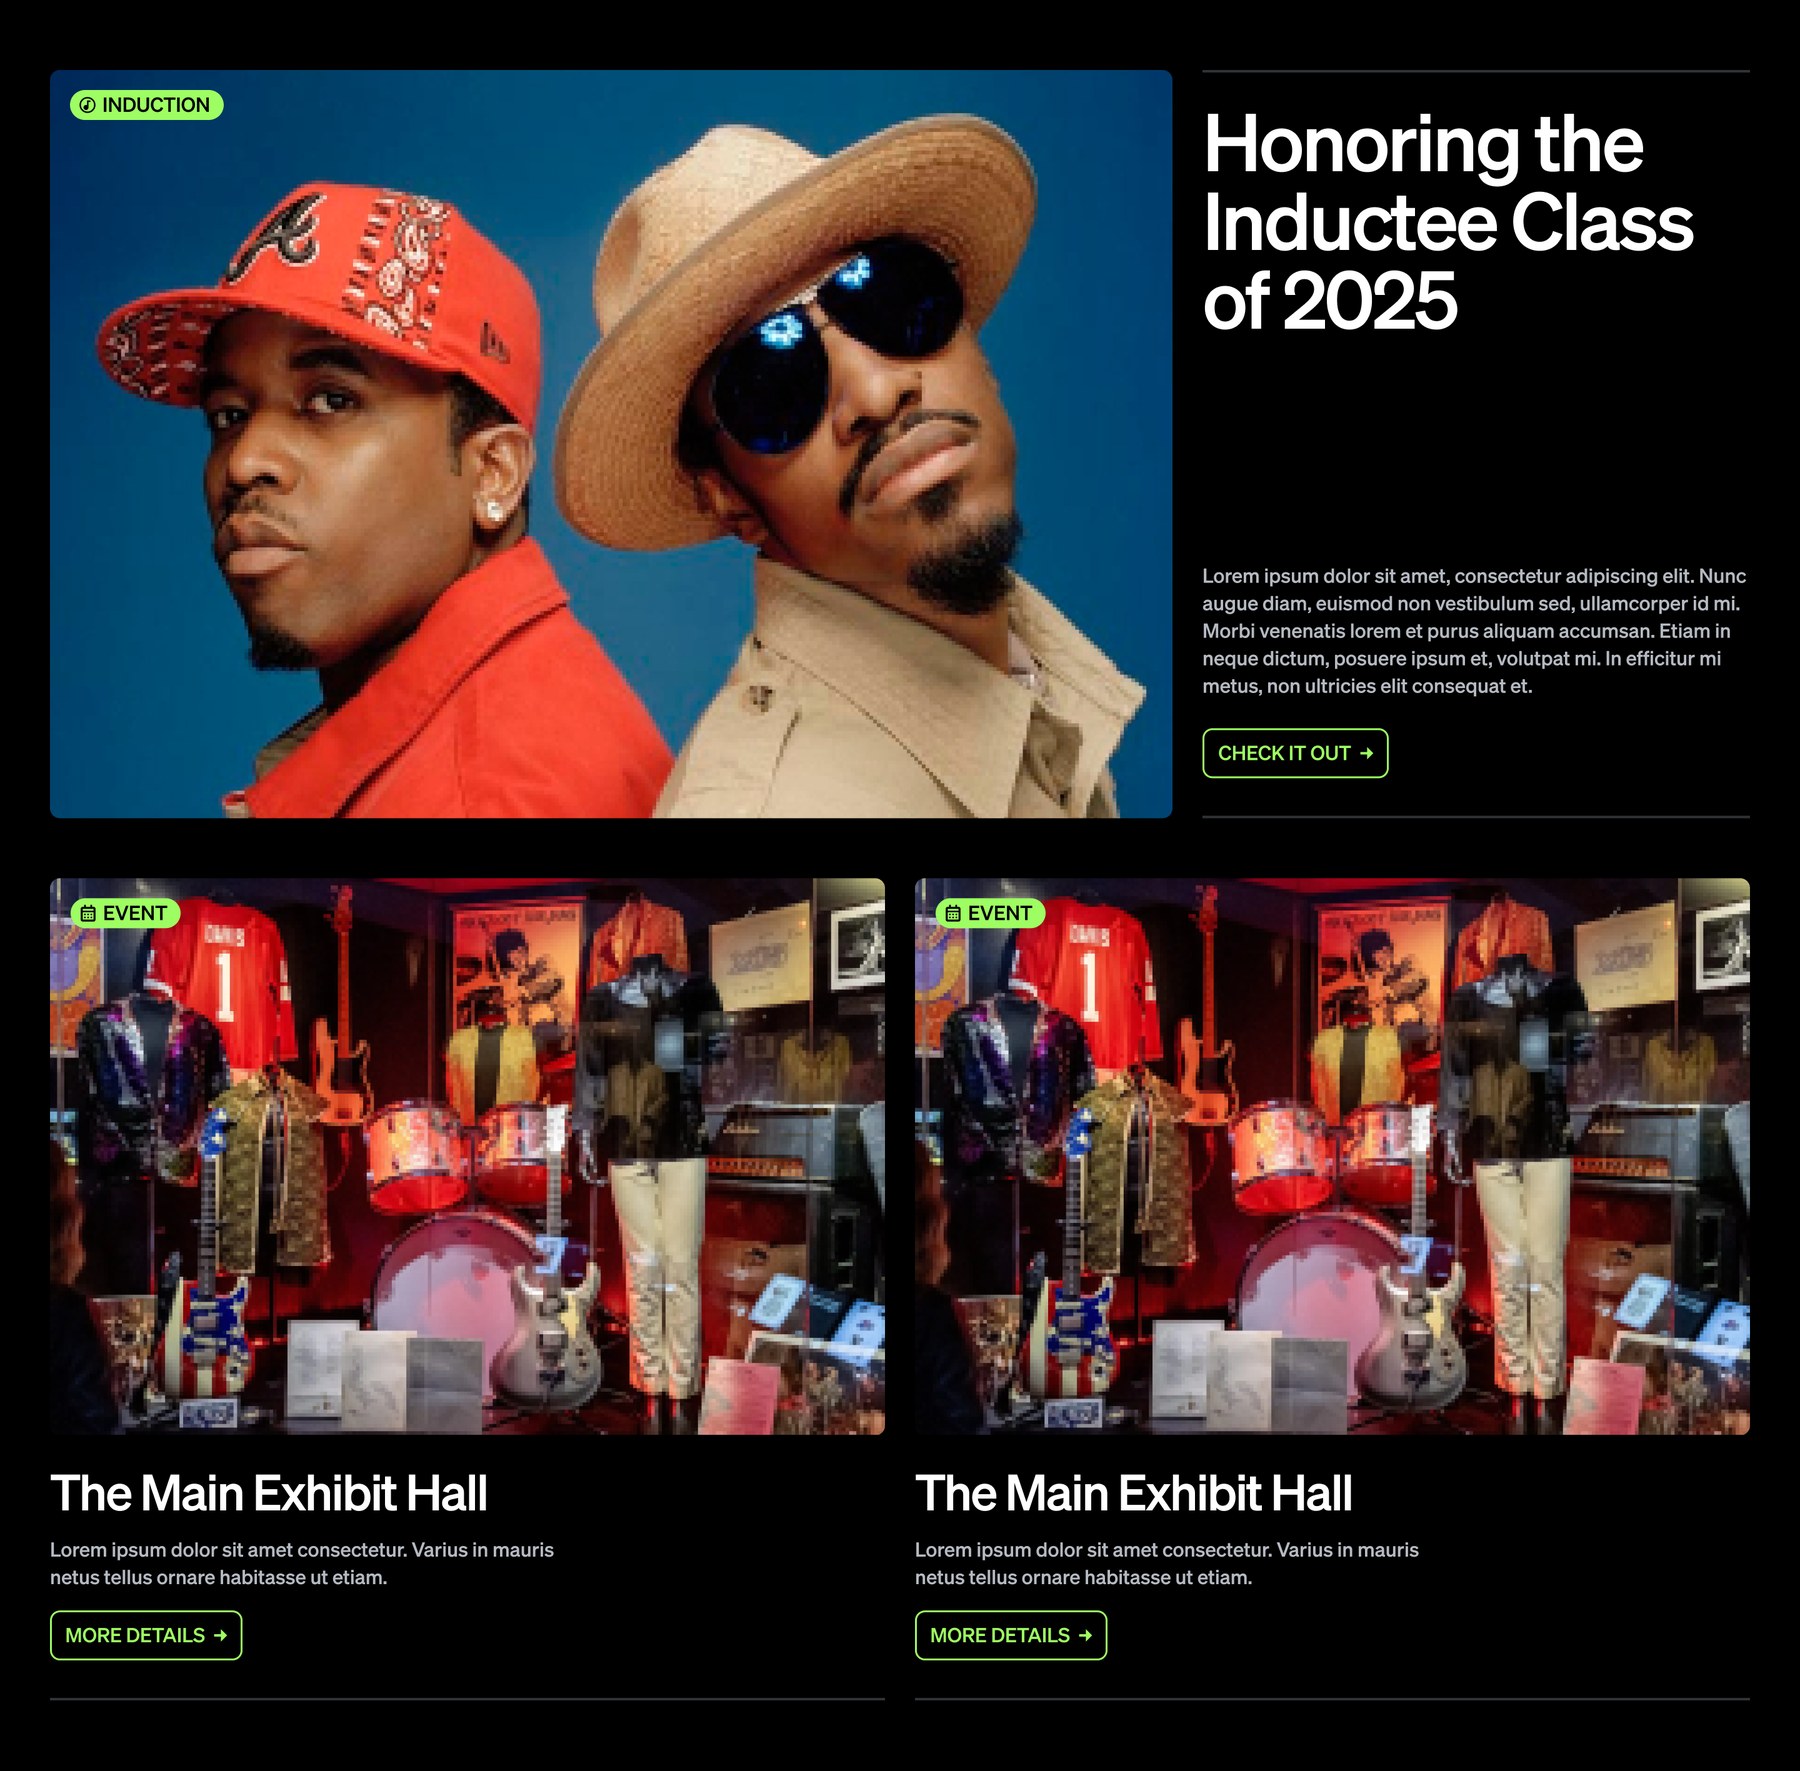 INDUCTION
Honoring the
Inductee Class
of 2025
Lorem ipsum dolor sit amet, consectetur adipiscing elit. Nunc
augue diam, euismod non vestibulum sed, ullamcorper id mi.
Morbi venenatis lorem et purus aliquam accumsan. Etiam in
neque dictum, posuere ipsum et, volutpat mi. In efficitur mi
metus, non ultricies elit consequat et.
CHECK IT OUT →
EVENT
1
EVENT
1
The Main Exhibit Hall
Lorem ipsum dolor sit amet consectetur. Varius in mauris
netus tellus ornare habitasse ut etiam.
MORE DETAILS →
The Main Exhibit Hall
Lorem ipsum dolor sit amet consectetur. Varius in mauris
netus tellus ornare habitasse ut etiam.
MORE DETAILS →